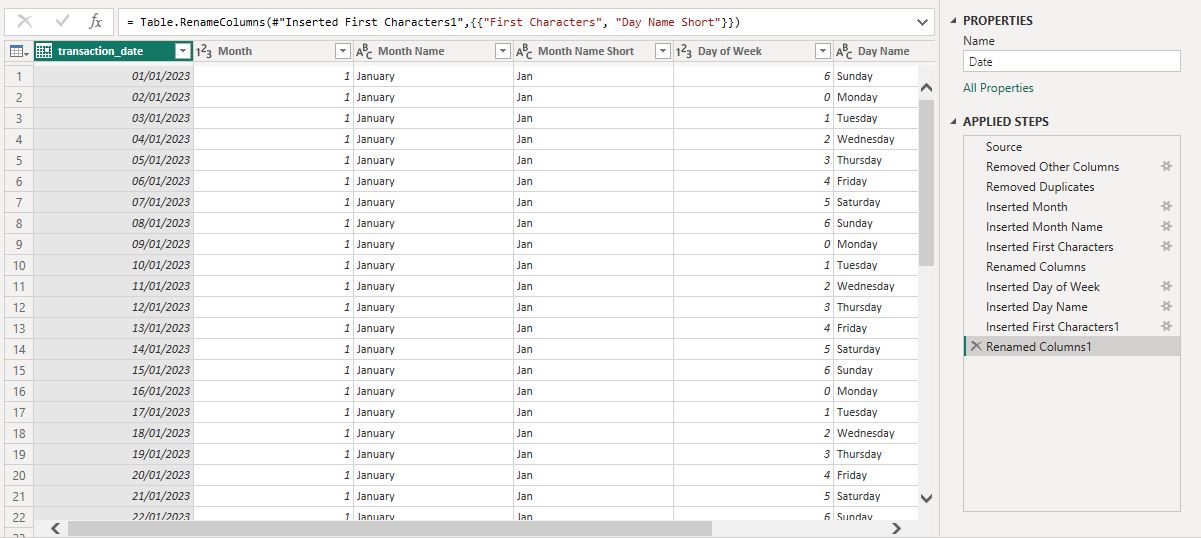 = Table.RenameColumns(#"Inserted First Characters1",{{"First Characters", "Day Name Short"}})
transaction_date 1²3 Month ABC Month Name ABC Month Name Short 1²3 Day of Week ABC Day Name
1 01/01/2023 1 January Jan 6 Sunday
2 02/01/2023 1 January Jan 0 Monday
3 03/01/2023 1 January Jan 1 Tuesday
4 04/01/2023 1 January Jan 2 Wednesday
5 05/01/2023 1 January Jan 3 Thursday
6 06/01/2023 1 January Jan 4 Friday
7 07/01/2023 1 January Jan 5 Saturday
8 08/01/2023 1 January Jan 6 Sunday
9 09/01/2023 1 January Jan 0 Monday
10 10/01/2023 1 January Jan 1 Tuesday
11 11/01/2023 1 January Jan 2 Wednesday
12 12/01/2023 1 January Jan 3 Thursday
13 13/01/2023 1 January Jan 4 Friday
14 14/01/2023 1 January Jan 5 Saturday
15 15/01/2023 1 January Jan 6 Sunday
16 16/01/2023 1 January Jan 0 Monday
17 17/01/2023 1 January Jan 1 Tuesday
18 18/01/2023 1 January Jan 2 Wednesday
19 19/01/2023 1 January Jan 3 Thursday
20 20/01/2023 1 January Jan 4 Friday
21 21/01/2023 1 January Jan 5 Saturday
22 22/01/2023 1 January Jan 6 Sunday
PROPERTIES
Name
Date
All Properties
APPLIED STEPS
Source
Removed Other Columns
Removed Duplicates
Inserted Month
Inserted Month Name
Inserted First Characters
Renamed Columns
Inserted Day of Week
Inserted Day Name
Inserted First Characters1
Renamed Columns1